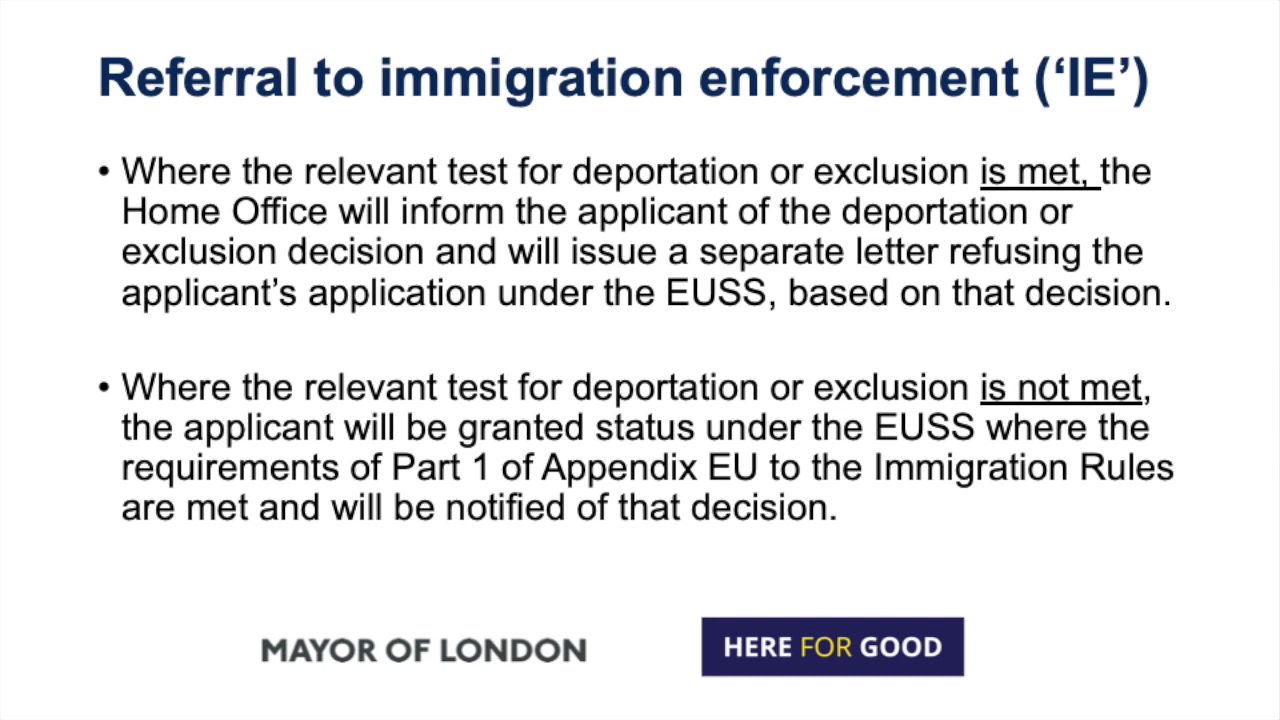 Referral to immigration enforcement (‘IE’)
• Where the relevant test for deportation or exclusion is met, the
Home Office will inform the applicant of the deportation or
exclusion decision and will issue a separate letter refusing the
applicant’s application under the EUSS, based on that decision.
• Where the relevant test for deportation or exclusion is not met,
the applicant will be granted status under the EUSS where the
requirements of Part 1 of Appendix EU to the Immigration Rules
are met and will be notified of that decision.
MAYOR OF LONDON
HERE FOR GOOD